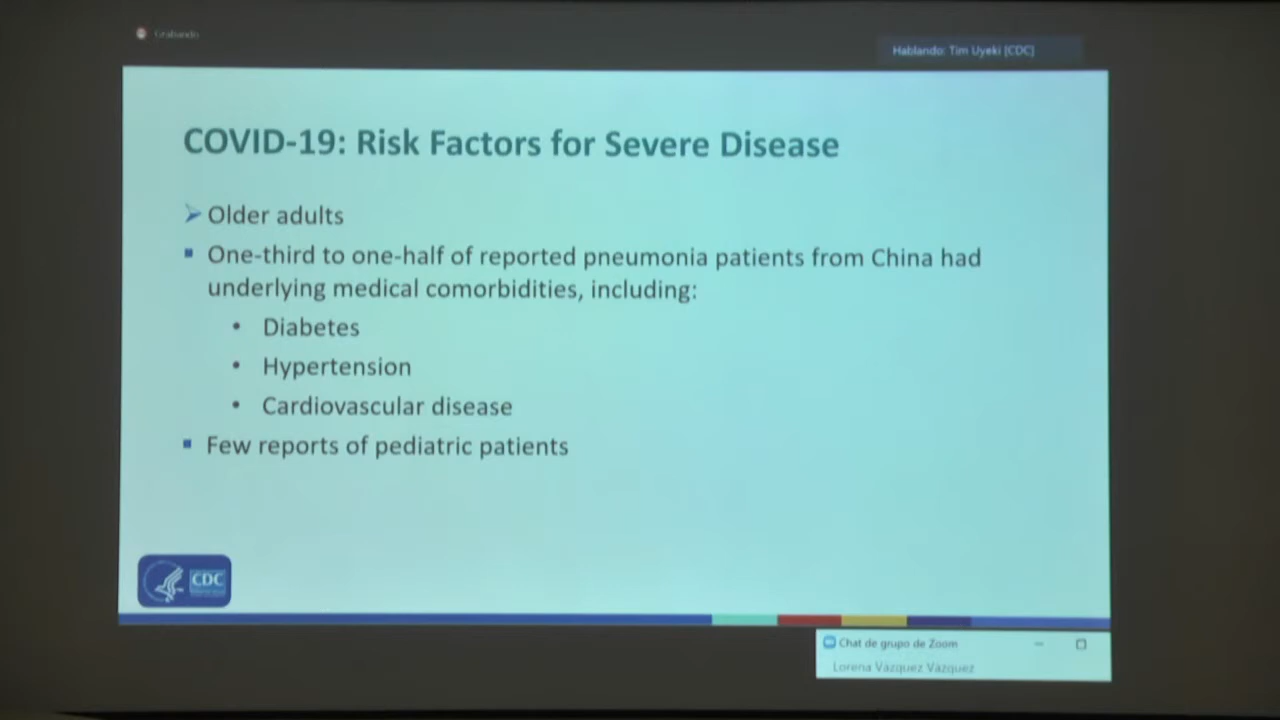 Grabando
Hablando: Tim Uyeki [CDC]
COVID-19: Risk Factors for Severe Disease
➤ Older adults
▪ One-third to one-half of reported pneumonia patients from China had
underlying medical comorbidities, including:
• Diabetes
• Hypertension
• Cardiovascular disease
▪ Few reports of pediatric patients
CDC
Chat de grupo de Zoom
Lorena Vázquez Vázquez